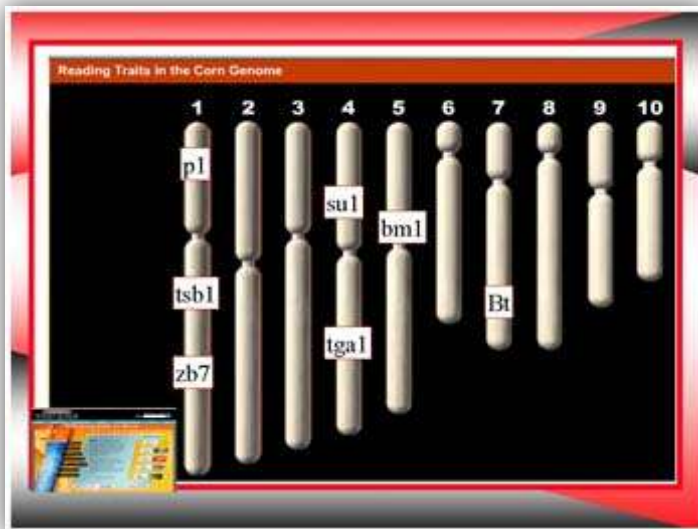 Reading Traits in the Corn Genome
1 2 3 4 5 6 7 8 9 10
p1
su1
bm1
tsb1
Bt
tga1
zb7